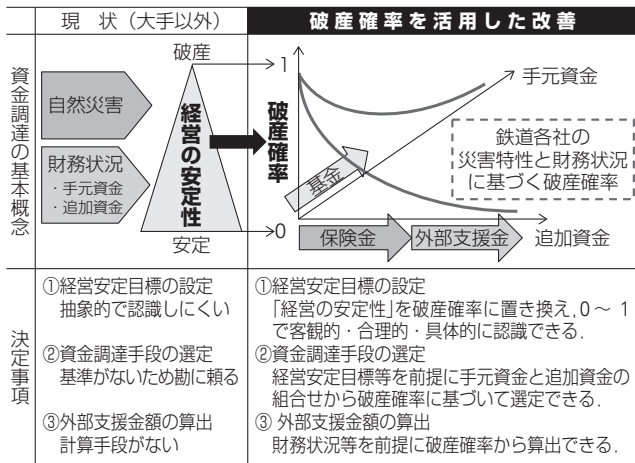 現 状（大手以外）
破産確率を活用した改善
資金調達の基本概念
自然災害
財務状況
・手元資金
・追加資金
破産
経営の安定性
安定
1
0
破産確率
基金
手元資金
鉄道各社の
災害特性と財務状況
に基づく破産確率
保険金
外部支援金
追加資金
決定事項
①経営安定目標の設定
抽象的で認識しにくい
②資金調達手段の選定
基準がないため勘に頼る
③外部支援金額の算出
計算手段がない
①経営安定目標の設定
「経営の安定性」を破産確率に置き換え,0～ 1
で客観的・合理的・具体的に認識できる.
②資金調達手段の選定
経営安定目標等を前提に手元資金と追加資金の
組合せから破産確率に基づいて選定できる.
③ 外部支援金額の算出
財務状況等を前提に破産確率から算出できる.